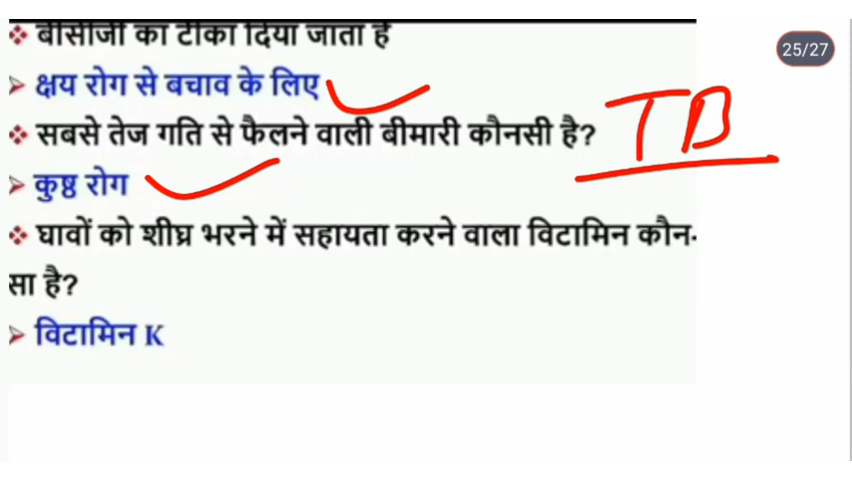 ❖ बीसीजी का टीका दिया जाता है
25/27
➢ क्षय रोग से बचाव के लिए
TB
❖ सबसे तेज गति से फैलने वाली बीमारी कौनसी है?
➢ कुष्ठ रोग
❖ घावों को शीघ्र भरने में सहायता करने वाला विटामिन कौन-
सा है?
➢ विटामिन K